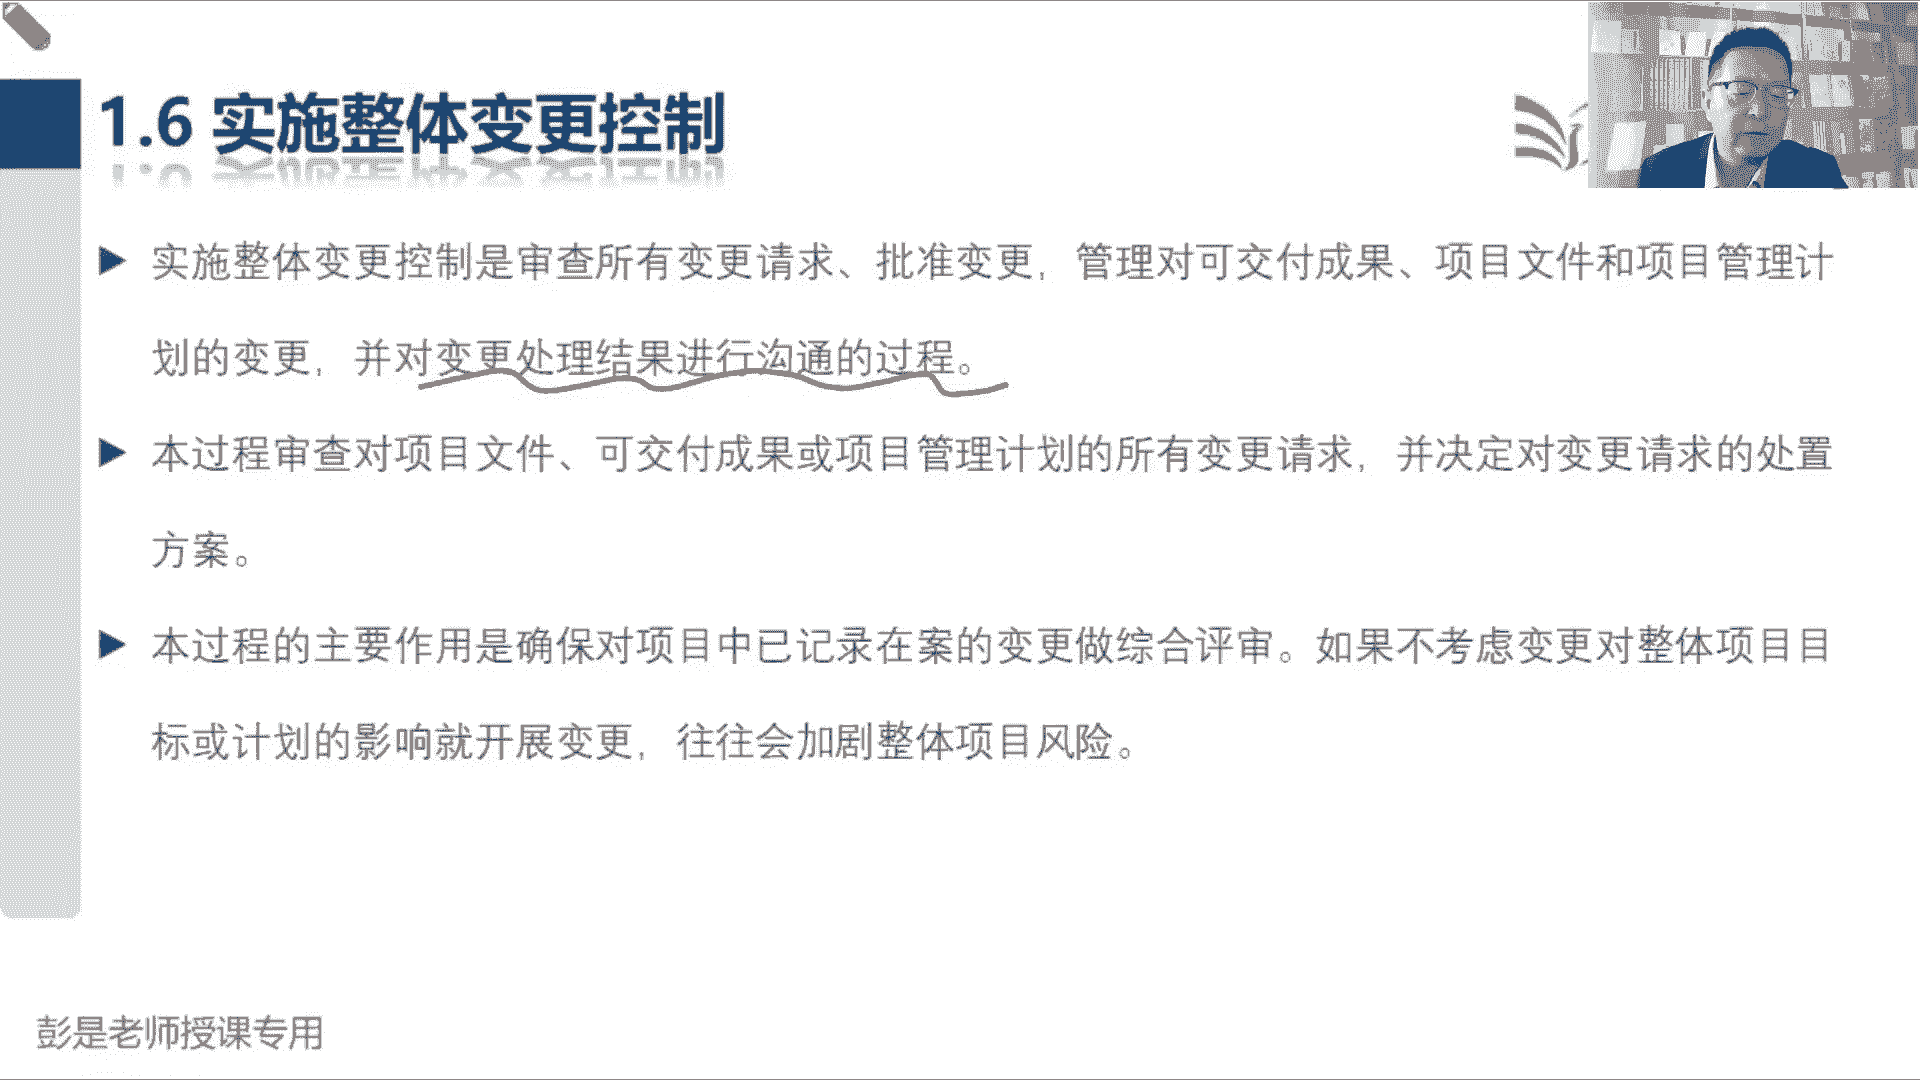 1.6 实施整体变更控制
实施整体变更控制是审查所有变更请求、批准变更，管理对可交付成果、项目文件和项目管理计
划的变更，并对变更处理结果进行沟通的过程。
本过程审查对项目文件、可交付成果或项目管理计划的所有变更请求，并决定对变更请求的处置
方案。
本过程的主要作用是确保对项目中已记录在案的变更做综合评审。如果不考虑变更对整体项目目
标或计划的影响就开展变更，往往会加剧整体项目风险。
彭是老师授课专用